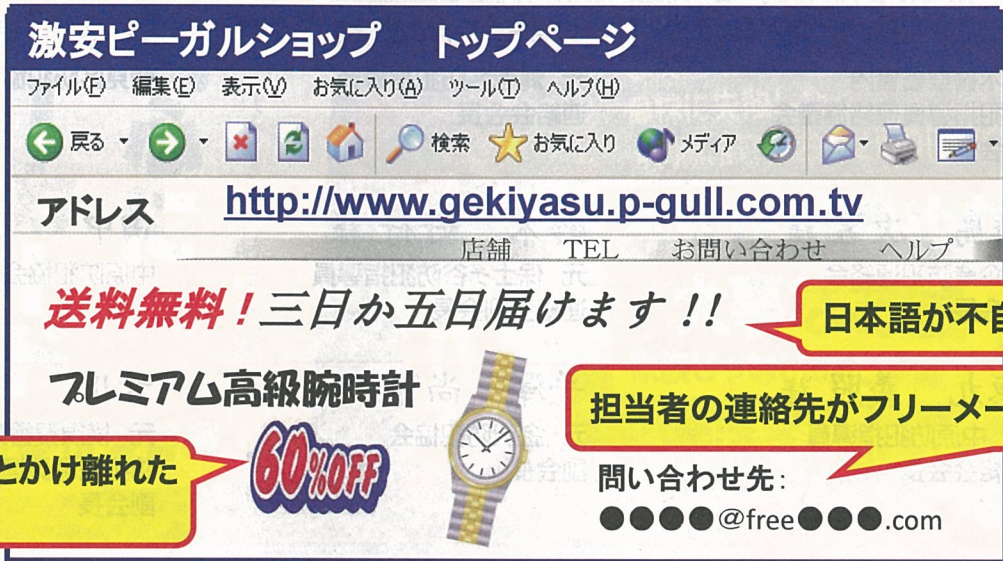 激安ピーガルショップ トップページ
ファイル(F) 編集(E) 表示(V) お気に入り(A) ツール(T) ヘルプ(H)
戻る 検索 お気に入り メディア
アドレス http://www.gekiyasu.p-gull.com.tv
店舗 TEL お問い合わせ ヘルプ
送料無料!三日か五日届けます!!
日本語が不自
プレミアム高級腕時計
担当者の連絡先がフリーメー
とかけ離れた
60%OFF
問い合わせ先:
●●●●@free●●●.com